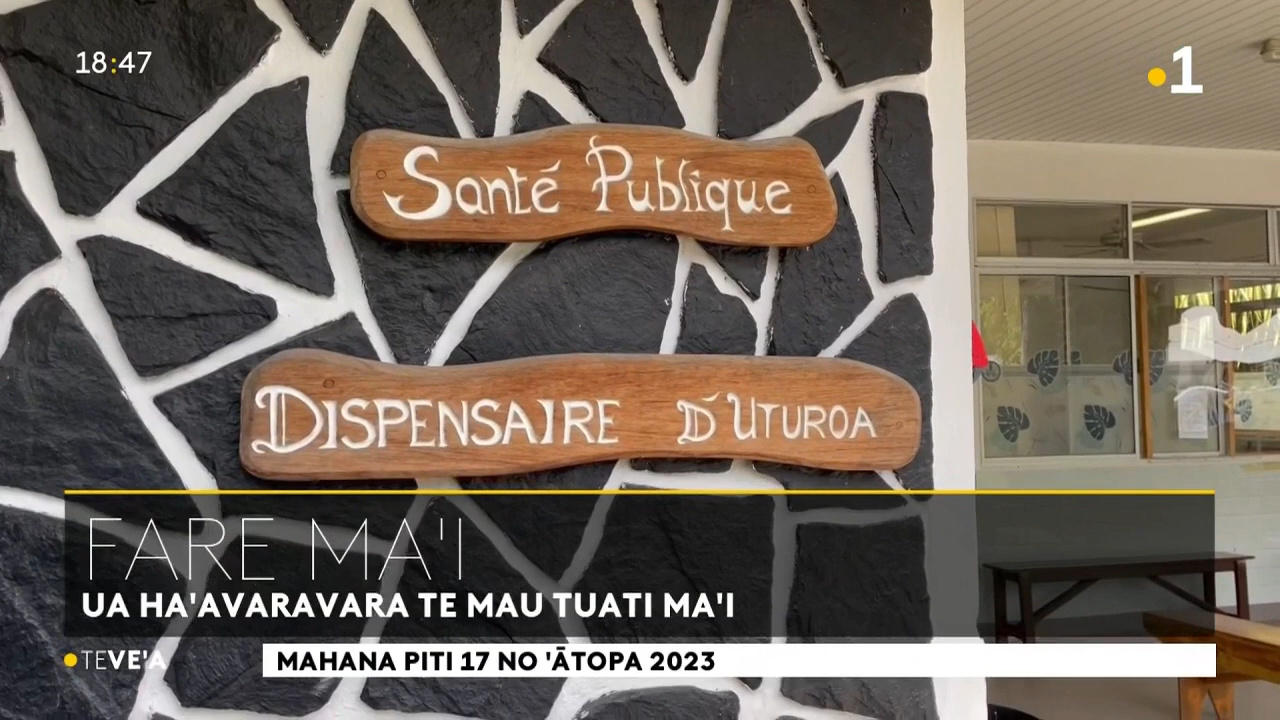 18:47
1
Santé Publique
DISPENSAIRE D'UTUROA
FARE MA'I
UA HA'AVARAVARA TE MAU TUATI MA'I
TEVE'A
MAHANA PITI 17 NO 'ĀTOPA 2023